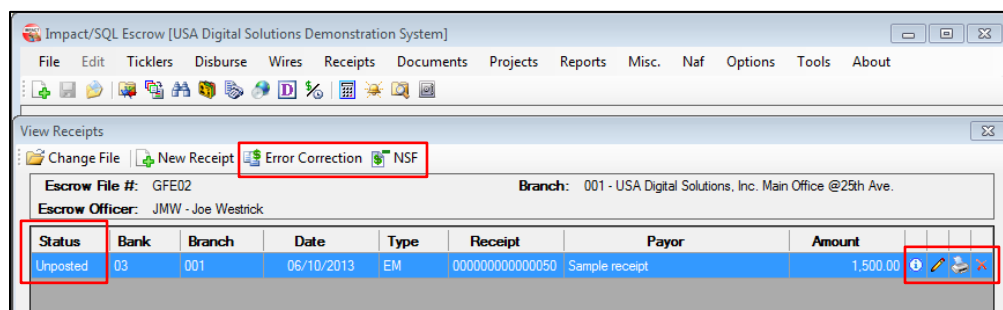 Impact/SQL Escrow [USA Digital Solutions Demonstration System]
File Edit Ticklers Disburse Wires Receipts Documents Projects Reports Misc. Naf Options Tools About
View Receipts
Change File New Receipt Error Correction NSF
Escrow File #: GFE02 Branch: 001 - USA Digital Solutions, Inc. Main Office @25th Ave.
Escrow Officer: JMW - Joe Westrick
Status Bank Branch Date Type Receipt Payor Amount
Unposted 03 001 06/10/2013 EM 000000000000050 Sample receipt 1,500.00